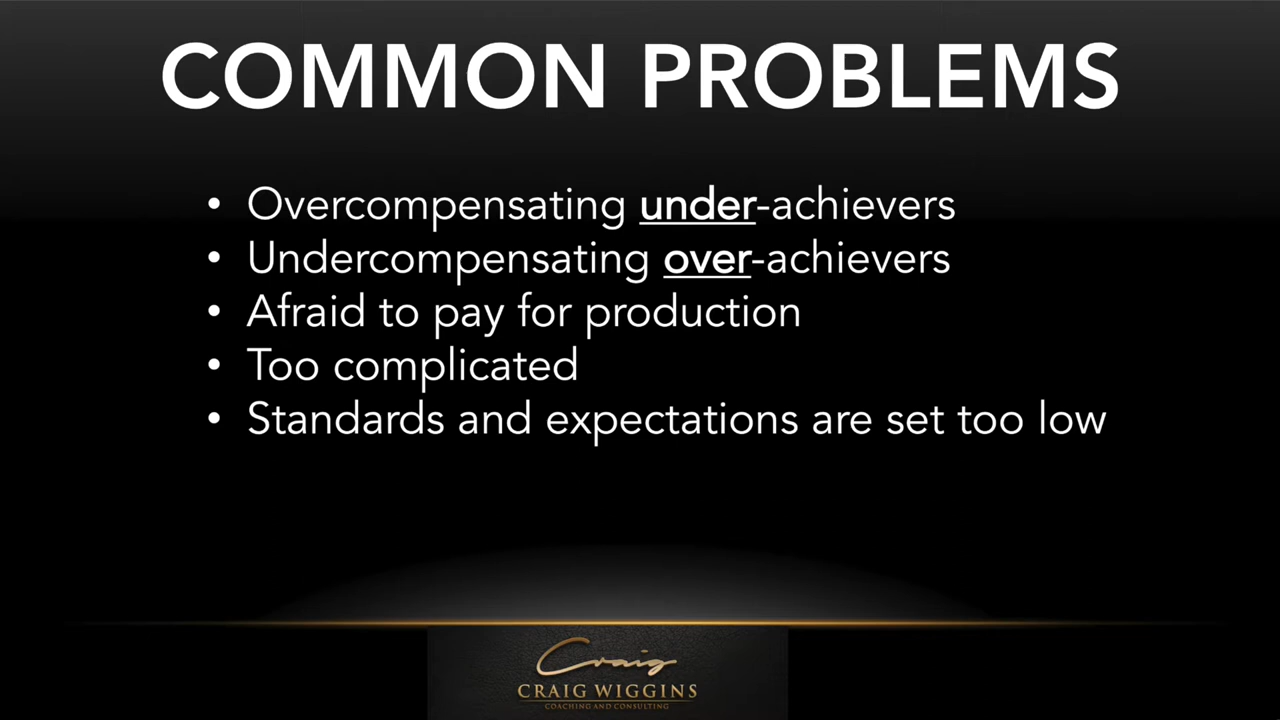 COMMON PROBLEMS
• Overcompensating under-achievers
• Undercompensating over-achievers
• Afraid to pay for production
• Too complicated
• Standards and expectations are set too low
Craig
CRAIG WIGGINS
COACHING AND CONSULTING